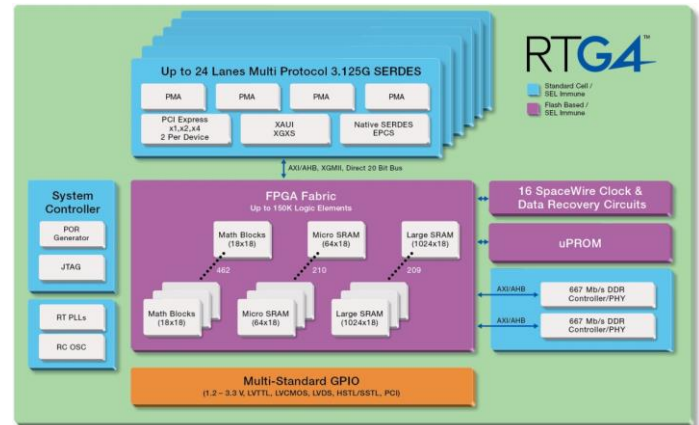 RTG4™
Standard Cell /
SEL Immune
Flash Based /
SEL Immune
Up to 24 Lanes Multi Protocol 3.125G SERDES
PMA
PMA
PMA
PMA
PCI Express
x1,x2,x4
2 Per Device
XAUI
XGXS
Native SERDES
EPCS
AXI/AHB, XGMII, Direct 20 Bit Bus
System
Controller
POR
Generator
JTAG
RT PLLs
RC OSC
FPGA Fabric
Up to 150K Logic Elements
Math Blocks
(18x18)
Micro SRAM
(64x18)
Large SRAM
(1024x18)
462
210
209
Math Blocks
(18x18)
Micro SRAM
(64x18)
Large SRAM
(1024x18)
16 SpaceWire Clock &
Data Recovery Circuits
uPROM
AXI/AHB
667 Mb/s DDR
Controller/PHY
AXI/AHB
667 Mb/s DDR
Controller/PHY
Multi-Standard GPIO
(1.2 – 3.3 V, LVTTL, LVCMOS, LVDS, HSTL/SSTL, PCI)